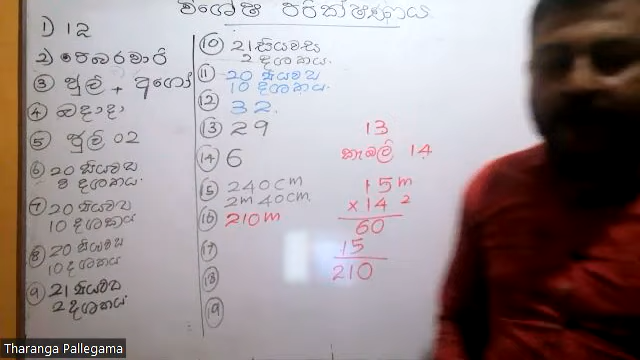 විශේෂ පරීක්ෂණය
1) 12
2) පෙබරවාරි
3) ජූලි + අගෝ
4) බදාදා
5) ජූලි 02
6) 20 සියවස
8 දශකය.
7) 20 සියවස
10 දශකය
8) 20 සියවස
10 දශකය
9) 21 සියවස
2 දශකය.
10) 21 සියවස
2 දශකය.
11) 20 සියවස
10 දශකය.
12) 32.
13) 29
14) 6
15) 240cm
2m 40cm
16) 210m
17)
18)
19)
13
කැබලි 14
15m
×14 2
60
15
210
Tharanga Pallegama